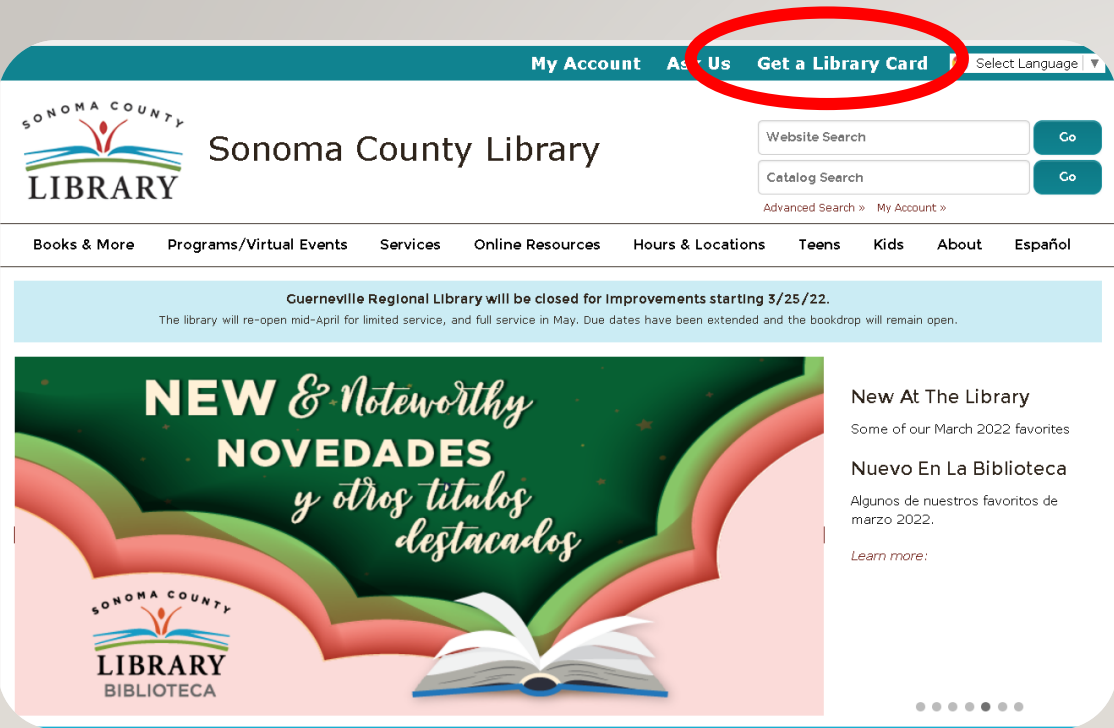 My Account Ask Us Get a Library Card Select Language ▼
SONOMA COUNTY
LIBRARY
Sonoma County Library
Website Search Go
Catalog Search Go
Advanced Search » My Account »
Books & More Programs/Virtual Events Services Online Resources Hours & Locations Teens Kids About Español
Guerneville Regional Library will be closed for improvements starting 3/25/22.
The library will re-open mid-April for limited service, and full service in May. Due dates have been extended and the bookdrop will remain open.
NEW & Noteworthy
NOVEDADES
y otros titulos
destacados
SONOMA COUNTY
LIBRARY
BIBLIOTECA
New At The Library
Some of our March 2022 favorites
Nuevo En La Biblioteca
Algunos de nuestros favoritos de
marzo 2022.
Learn more: